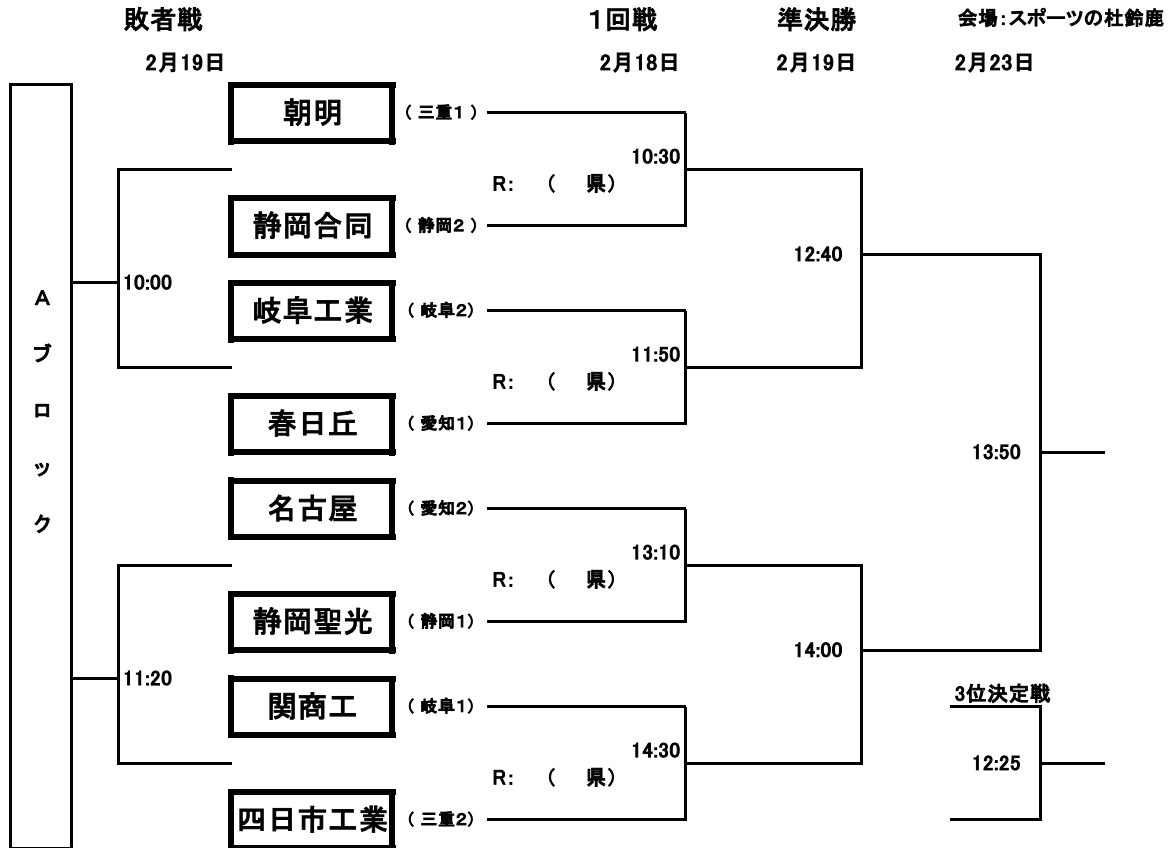 敗者戦 1回戦 準決勝 会場:スポーツの杜鈴鹿
2月19日 2月18日 2月19日 2月23日
Aブロック
朝明 (三重1)
10:30
R: ( 県)
静岡合同 (静岡2)
12:40
10:00
岐阜工業 (岐阜2)
11:50
R: ( 県)
春日丘 (愛知1)
13:50
名古屋 (愛知2)
13:10
R: ( 県)
静岡聖光 (静岡1)
14:00
11:20
関商工 (岐阜1)
3位決定戦
14:30
12:25
R: ( 県)
四日市工業 (三重2)